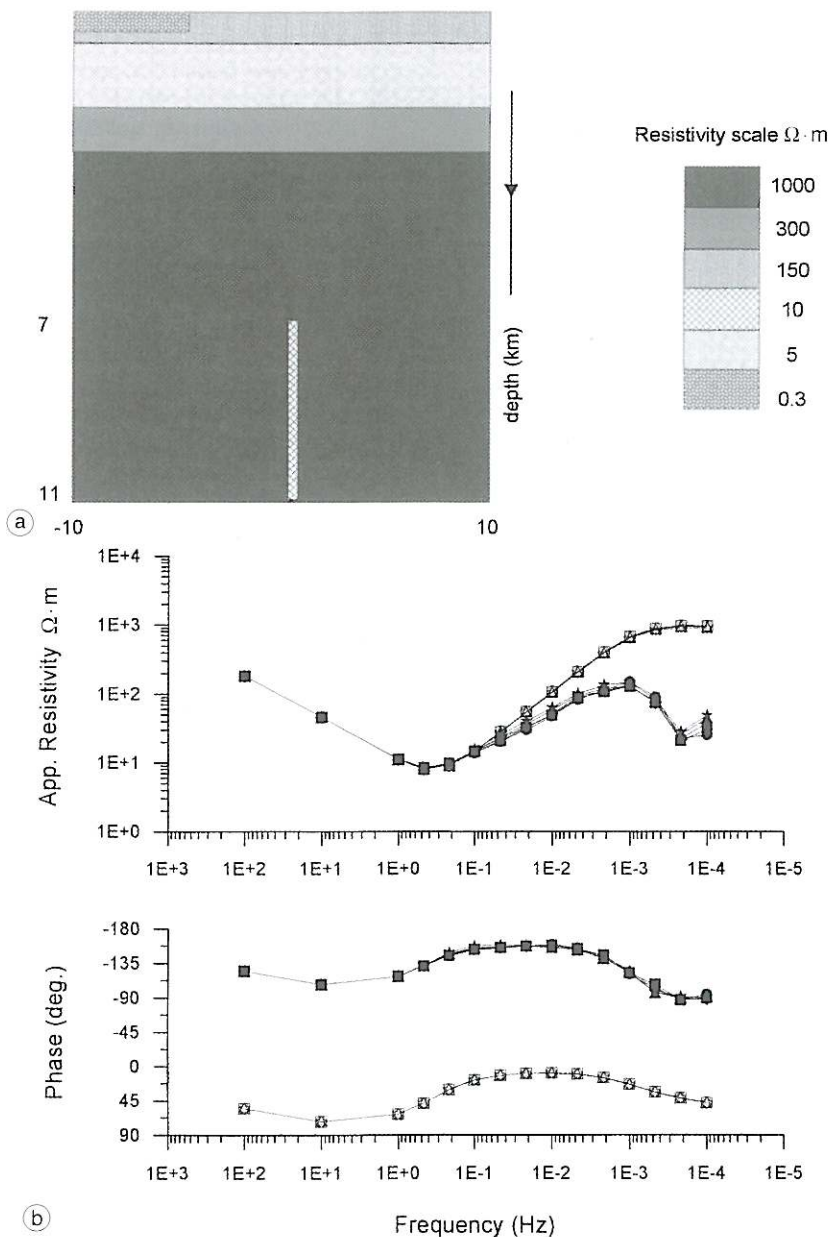 Resistivity scale Ω·m
1000
300
150
10
5
0.3
7
11
depth (km)
a
-10
10
App. Resistivity Ω·m
1E+4
1E+3
1E+2
1E+1
1E+0
1E+3 1E+2 1E+1 1E+0 1E-1 1E-2 1E-3 1E-4 1E-5
Phase (deg.)
-180
-135
-90
-45
0
45
90
1E+3 1E+2 1E+1 1E+0 1E-1 1E-2 1E-3 1E-4 1E-5
b
Frequency (Hz)